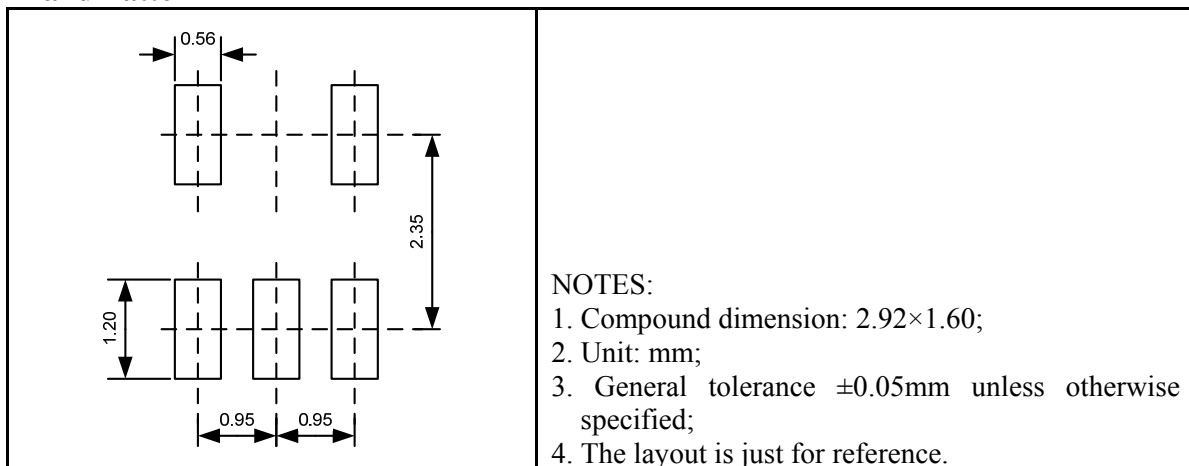 0.56
2.35
1.20
0.95 0.95
NOTES:
1. Compound dimension: 2.92×1.60;
2. Unit: mm;
3. General tolerance ±0.05mm unless otherwise
specified;
4. The layout is just for reference.